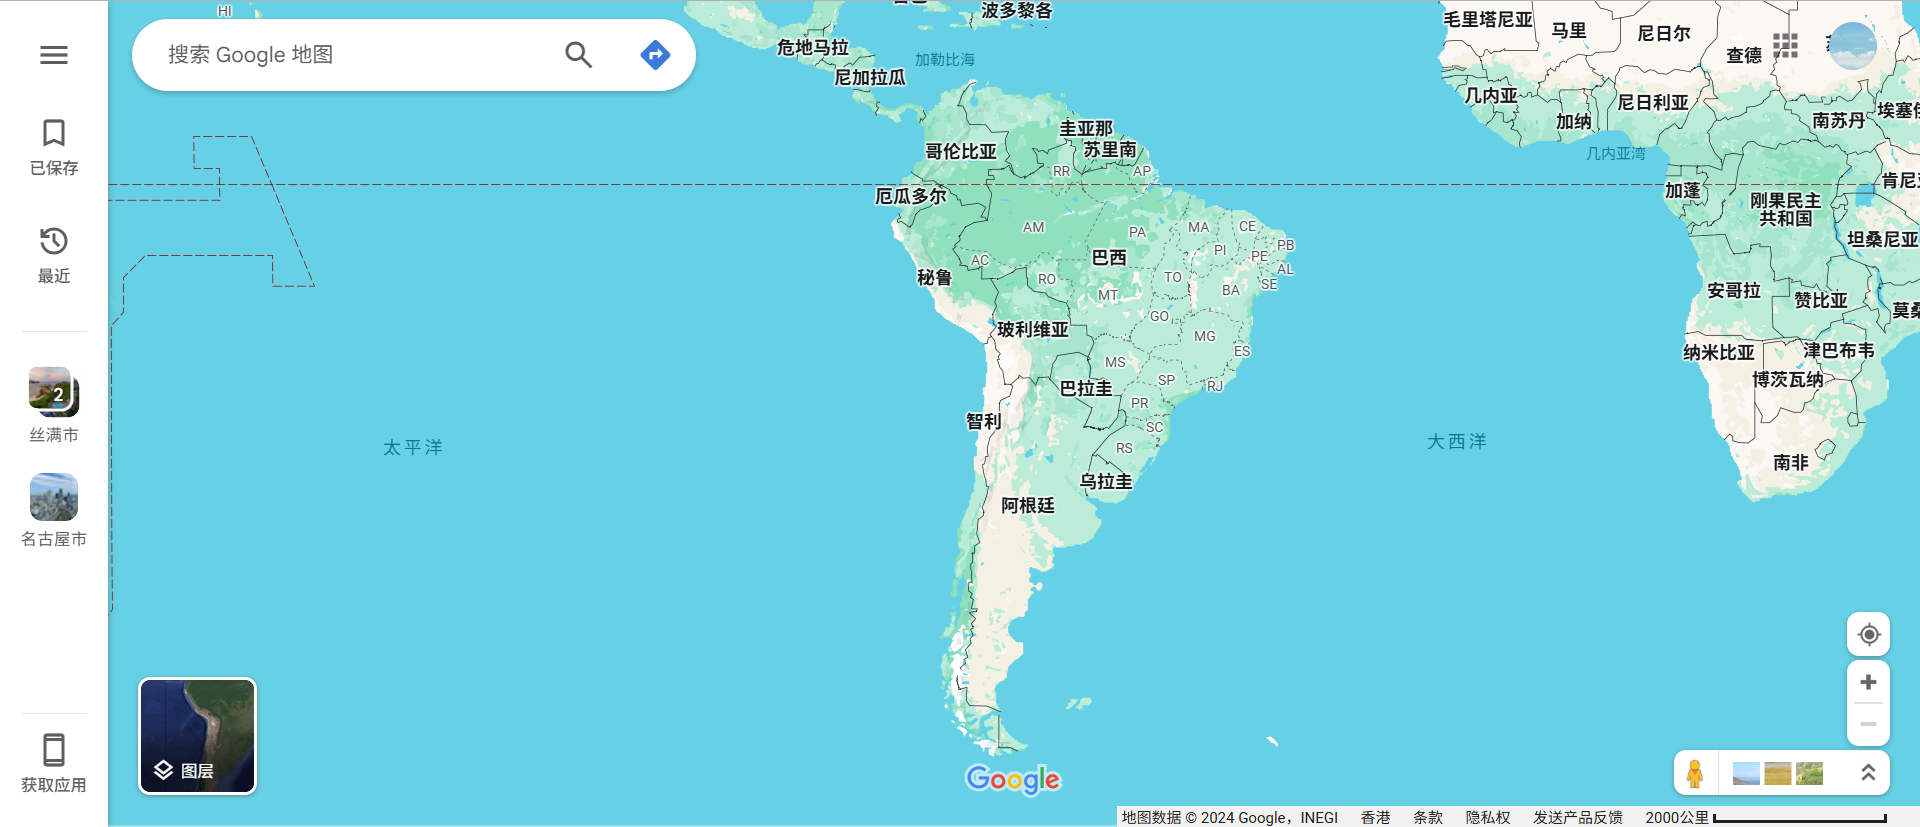 HI
波多黎各
搜索 Google 地图
危地马拉
加勒比海
尼加拉瓜
毛里塔尼亚
马里
尼日尔
查德
几内亚
加纳
尼日利亚
南苏丹
几内亚湾
圭亚那
苏里南
哥伦比亚
RR
AP
厄瓜多尔
加蓬
刚果民主
共和国
AM
PA
MA
CE
PI
PB
PE
AL
SE
巴西
AC
RO
TO
BA
MT
秘鲁
坦桑尼亚
安哥拉
赞比亚
GO
MG
ES
玻利维亚
MS
SP
RJ
巴拉圭
PR
SC
RS
纳米比亚
津巴布韦
博茨瓦纳
智利
太平洋
大西洋
乌拉圭
阿根廷
南非
已保存
最近
2
丝满市
名古屋市
获取应用
图层
Google
地图数据 © 2024 Google，INEGI 香港 条款 隐私权 发送产品反馈 2000公里